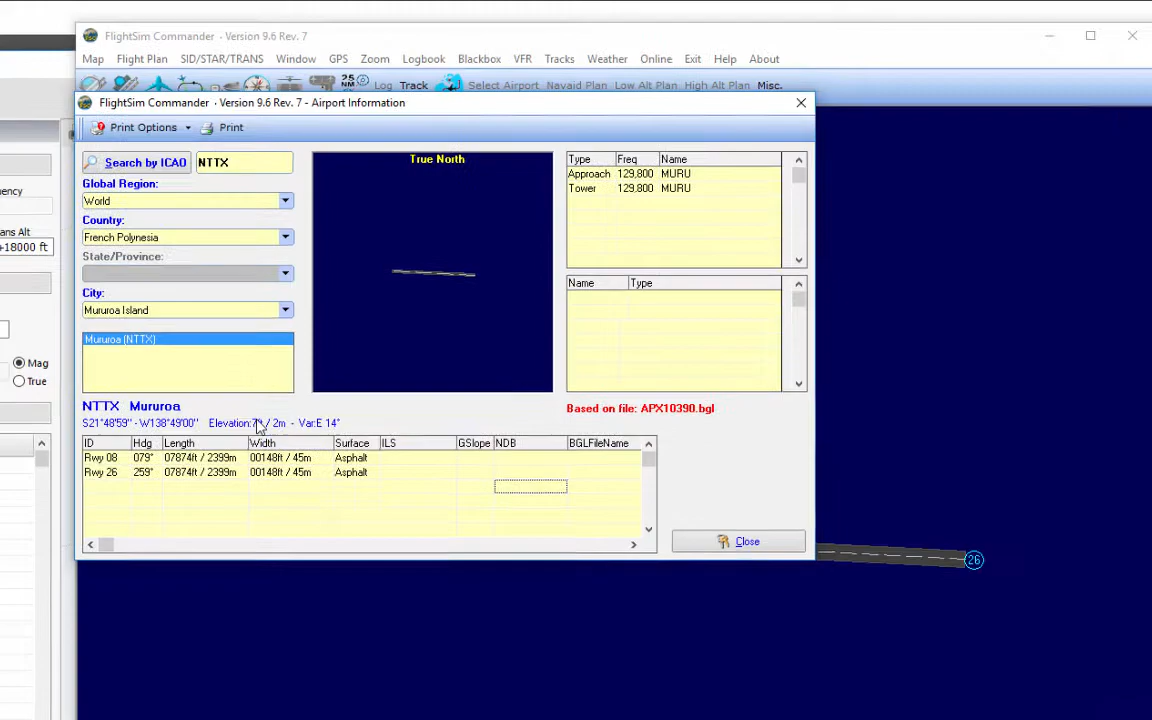 FlightSim Commander - Version 9.6 Rev. 7
Map Flight Plan SID/STAR/TRANS Window GPS Zoom Logbook Blackbox VFR Tracks Weather Online Exit Help About
25 NM Log Track Select Airport Navaid Plan Low Alt Plan High Alt Plan Misc.
FlightSim Commander - Version 9.6 Rev. 7 - Airport Information
Print Options Print
Search by ICAO NTTX
Global Region:
World
Country:
French Polynesia
State/Province:
City:
Mururoa Island
Mururoa (NTTX)
True North
Type Freq Name
Approach 129,800 MURU
Tower 129,800 MURU
Name Type
NTTX Mururoa
Based on file: APX10390.bgl
S21°48'59'' - W138°49'00'' Elevation: / 2m - Var:E 14°
ID Hdg Length Width Surface ILS GSlope NDB BGLFileName
Rwy 08 079° 07874ft / 2399m 00148ft / 45m Asphalt
Rwy 26 259° 07874ft / 2399m 00148ft / 45m Asphalt
Close
26
uency
ans Alt
+18000 ft
Mag
True